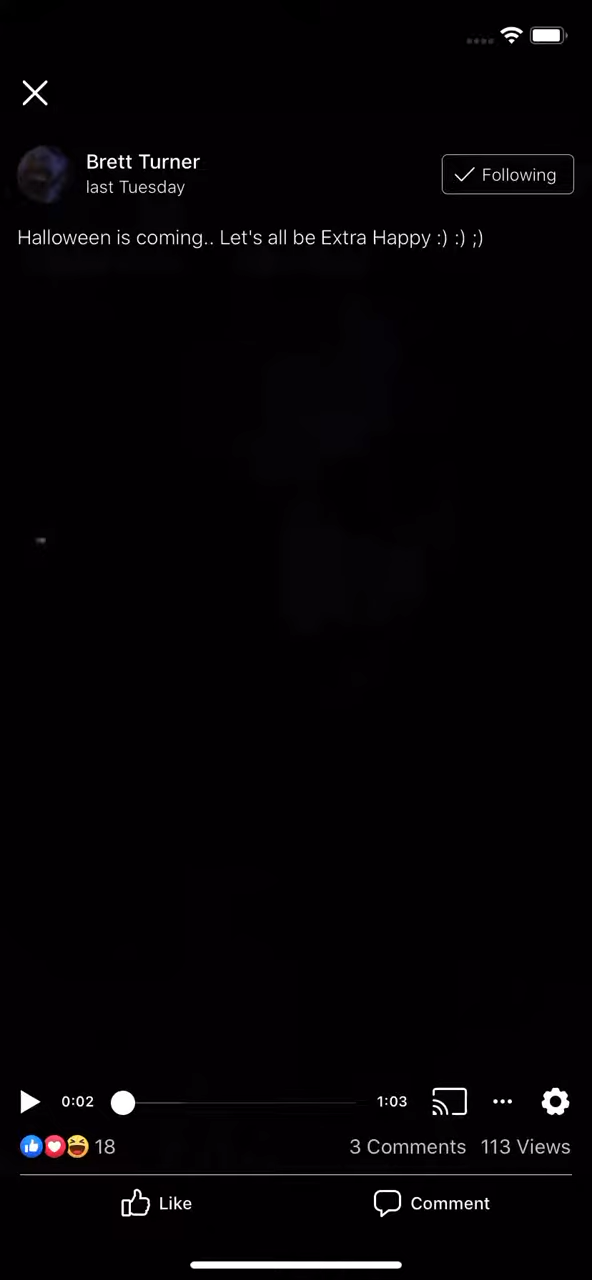 Brett Turner
last Tuesday
Following
Halloween is coming.. Let's all be Extra Happy :) :) ;)
0:02
1:03
18
3 Comments
113 Views
Like
Comment